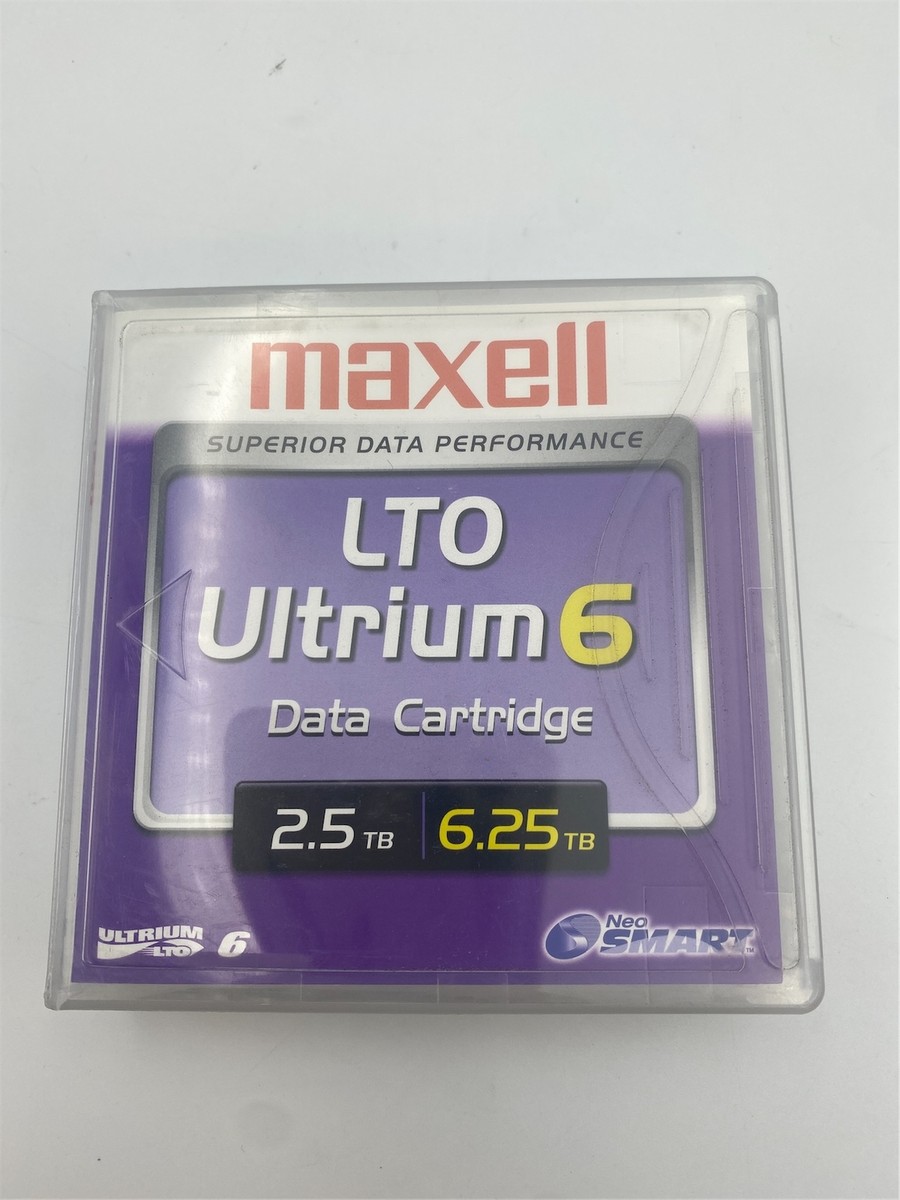 maxell
SUPERIOR DATA PERFORMANCE
LTO
Ultrium 6
Data Cartridge
2.5 TB 6.25 TB
ULTRIUM
LTO 6
Neo
SMART™